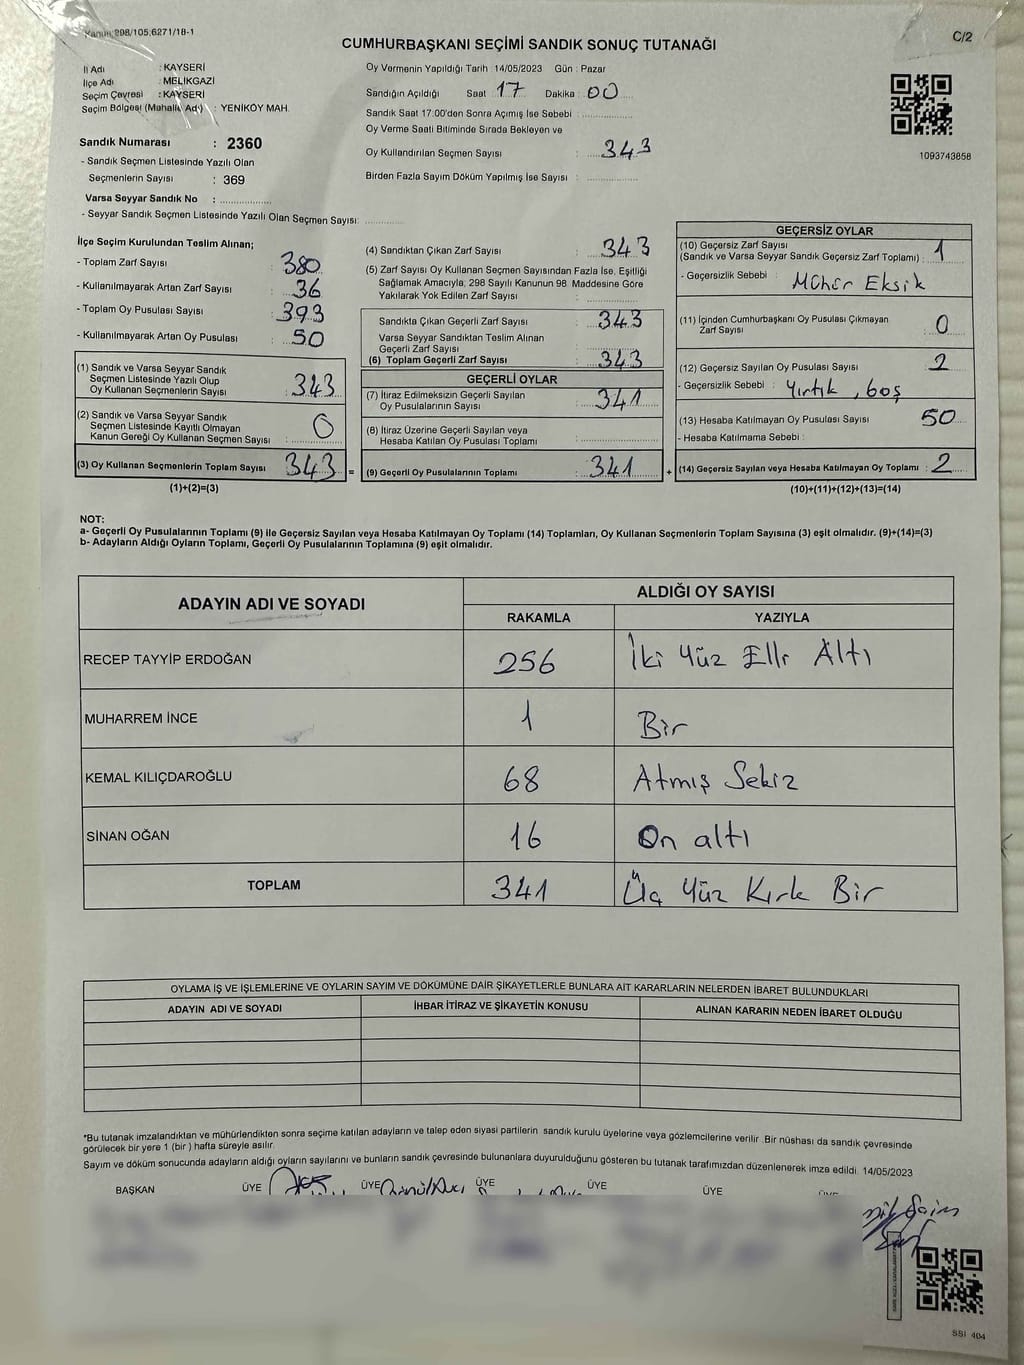 Kanun: 298/105;6271/18-1
C/2
CUMHURBAŞKANI SEÇİMİ SANDIK SONUÇ TUTANAĞI
İl Adı : KAYSERİ
İlçe Adı : MELİKGAZİ
Seçim Çevresi : KAYSERİ
Seçim Bölgesi (Mahalle Adı) : YENİKÖY MAH.
Sandık Numarası : 2360
- Sandık Seçmen Listesinde Yazılı Olan
Seçmenlerin Sayısı : 369
Varsa Seyyar Sandık No :
- Seyyar Sandık Seçmen Listesinde Yazılı Olan Seçmen Sayısı:
Oy Vermenin Yapıldığı Tarih : 14/05/2023 Gün : Pazar
Sandığın Açıldığı Saat 17 Dakika : 00
Sandık Saat 17:00'den Sonra Açımış İse Sebebi :
Oy Verme Saati Bitiminde Sırada Bekleyen ve
Oy Kullandırılan Seçmen Sayısı : 343
Birden Fazla Sayım Döküm Yapılmış İse Sayısı :
1093743858
İlçe Seçim Kurulundan Teslim Alınan;
- Toplam Zarf Sayısı : 380
- Kullanılmayarak Artan Zarf Sayısı : 36
- Toplam Oy Pusulası Sayısı : 393
- Kullanılmayarak Artan Oy Pusulası : 50
(1) Sandık ve Varsa Seyyar Sandık
Seçmen Listesinde Yazılı Olup
Oy Kullanan Seçmenlerin Sayısı : 343
(2) Sandık ve Varsa Seyyar Sandık
Seçmen Listesinde Kayıtlı Olmayan
Kanun Gereği Oy Kullanan Seçmen Sayısı : 0
(3) Oy Kullanan Seçmenlerin Toplam Sayısı : 343 =
(1)+(2)=(3)
(4) Sandıktan Çıkan Zarf Sayısı : 343
(5) Zarf Sayısı Oy Kullanan Seçmen Sayısından Fazla İse, Eşitliği
Sağlamak Amacıyla; 298 Sayılı Kanunun 98. Maddesine Göre
Yakılarak Yok Edilen Zarf Sayısı :
Sandıkta Çıkan Geçerli Zarf Sayısı : 343
Varsa Seyyar Sandıktan Teslim Alınan
Geçerli Zarf Sayısı :
(6) Toplam Geçerli Zarf Sayısı : 343
GEÇERLİ OYLAR
(7) İtiraz Edilmeksizin Geçerli Sayılan
Oy Pusulalarının Sayısı : 341
(8) İtiraz Üzerine Geçerli Sayılan veya
Hesaba Katılan Oy Pusulası Toplamı :
(9) Geçerli Oy Pusulalarının Toplamı : 341 +
GEÇERSİZ OYLAR
(10) Geçersiz Zarf Sayısı
(Sandık ve Varsa Seyyar Sandık Geçersiz Zarf Toplamı) : 1
- Geçersizlik Sebebi : Mühür Eksik
(11) İçinden Cumhurbaşkanı Oy Pusulası Çıkmayan
Zarf Sayısı : 0
(12) Geçersiz Sayılan Oy Pusulası Sayısı : 2
- Geçersizlik Sebebi : Yırtık , boş
(13) Hesaba Katılmayan Oy Pusulası Sayısı : 50
- Hesaba Katılmama Sebebi :
(14) Geçersiz Sayılan veya Hesaba Katılmayan Oy Toplamı : 2
(10)+(11)+(12)+(13)=(14)
NOT:
a- Geçerli Oy Pusulalarının Toplamı (9) ile Geçersiz Sayılan veya Hesaba Katılmayan Oy Toplamı (14) Toplamları, Oy Kullanan Seçmenlerin Toplam Sayısına (3) eşit olmalıdır. (9)+(14)=(3)
b- Adayların Aldığı Oyların Toplamı, Geçerli Oy Pusulalarının Toplamına (9) eşit olmalıdır.
ADAYIN ADI VE SOYADI
ALDIĞI OY SAYISI
RAKAMLA YAZIYLA
RECEP TAYYİP ERDOĞAN 256 İki Yüz Elli Altı
MUHARREM İNCE 1 Bir
KEMAL KILIÇDAROĞLU 68 Atmış Sekiz
SİNAN OĞAN 16 On altı
TOPLAM 341 Üç Yüz Kırk Bir
OYLAMA İŞ VE İŞLEMLERİNE VE OYLARIN SAYIM VE DÖKÜMÜNE DAİR ŞİKAYETLERLE BUNLARA AİT KARARLARIN NELERDEN İBARET BULUNDUKLARI
ADAYIN ADI VE SOYADI İHBAR İTİRAZ VE ŞİKAYETİN KONUSU ALINAN KARARIN NEDEN İBARET OLDUĞU
*Bu tutanak imzalandıktan ve mühürlendikten sonra seçime katılan adayların ve talep eden siyasi partilerin sandık kurulu üyelerine veya gözlemcilerine verilir. Bir nüshası da sandık çevresinde
görülecek bir yere 1 (bir) hafta süreyle asılır.
Sayım ve döküm sonucunda adayların aldığı oyların sayılarını ve bunların sandık çevresinde bulunanlara duyurulduğunu gösteren bu tutanak tarafımızdan düzenlenerek imza edildi. 14/05/2023
BAŞKAN ÜYE ÜYE ÜYE ÜYE ÜYE ÜYE
SSI 404